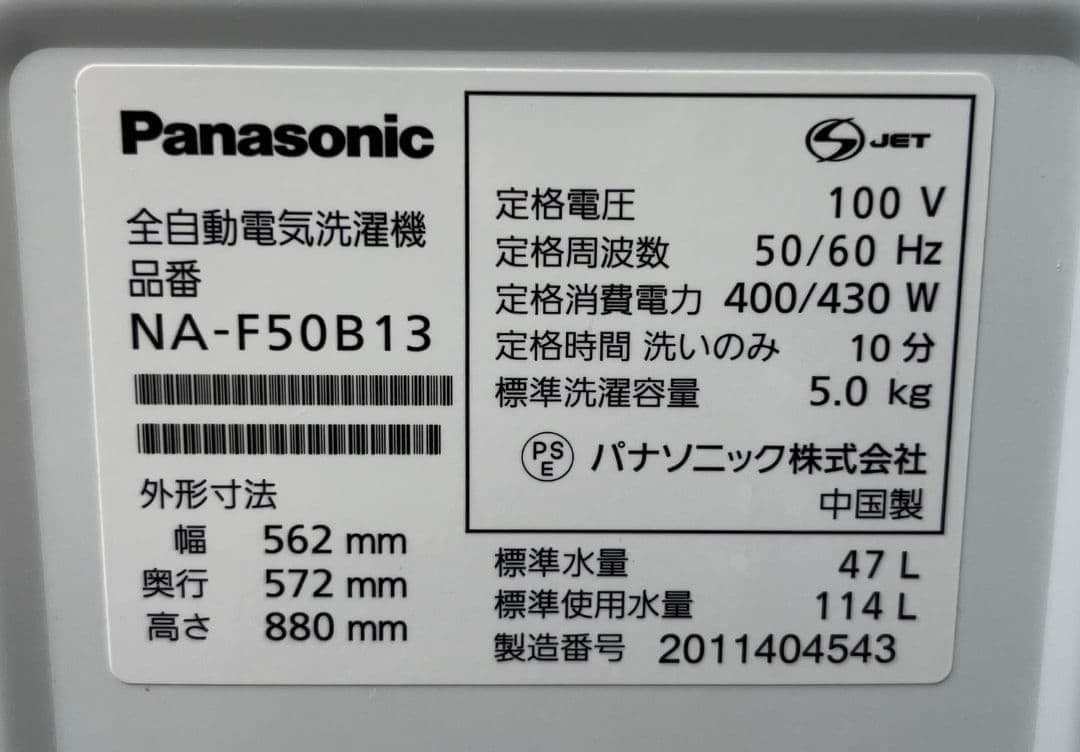 Panasonic
全自動電気洗濯機
品番
NA-F50B13
外形寸法
幅 562 mm
奥行 572 mm
高さ 880 mm
S JET
定格電圧 100 V
定格周波数 50/60 Hz
定格消費電力 400/430 W
定格時間 洗いのみ 10 分
標準洗濯容量 5.0 kg
PS E パナソニック株式会社
中国製
標準水量 47 L
標準使用水量 114 L
製造番号 2011404543